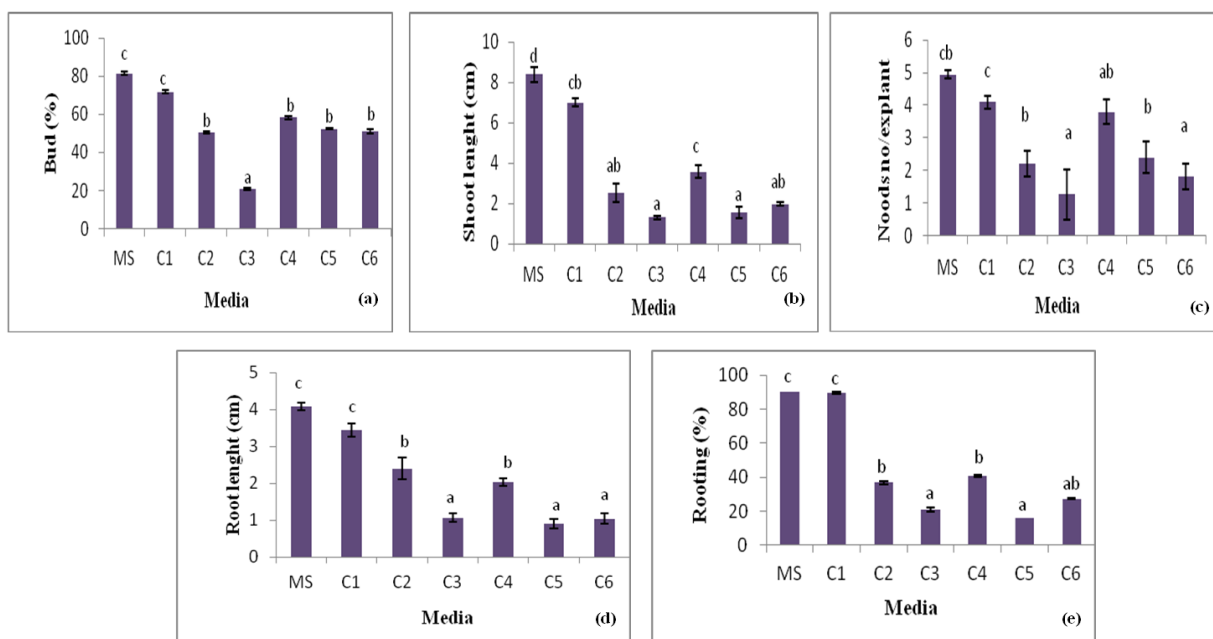 100
80
60
40
20
0
Bud (%)
c c b a b b b
MS C1 C2 C3 C4 C5 C6
Media
(a)
10
8
6
4
2
0
Shoot lenght (cm)
d cb ab a c a ab
MS C1 C2 C3 C4 C5 C6
Media
(b)
6
5
4
3
2
1
0
Noods no/explant
cb c b a ab b a
MS C1 C2 C3 C4 C5 C6
Media
(c)
5
4
3
2
1
0
Root lenght (cm)
c c b a b a a
MS C1 C2 C3 C4 C5 C6
Media
(d)
100
80
60
40
20
0
Rooting (%)
c c b a b a ab
MS C1 C2 C3 C4 C5 C6
Media
(e)